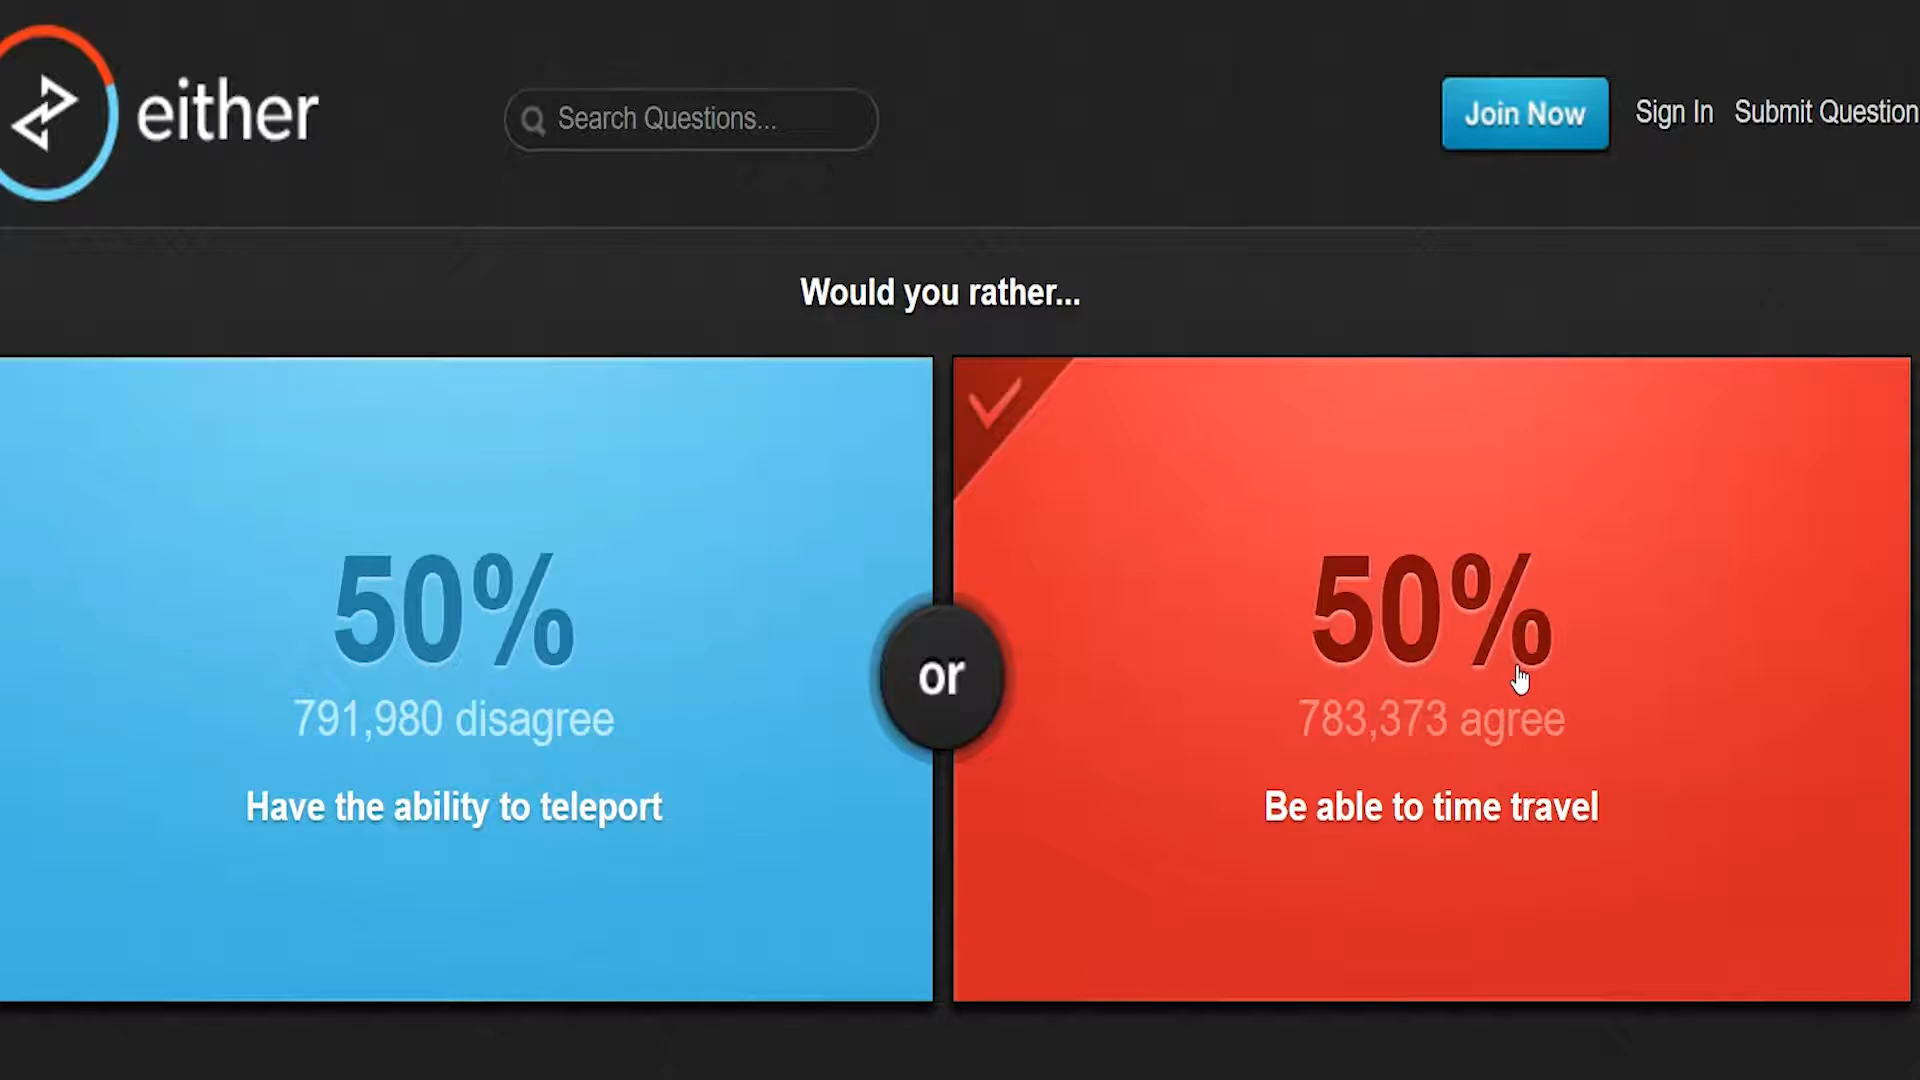 either
Search Questions...
Join Now
Sign In
Submit Question
Would you rather...
50%
791,980 disagree
Have the ability to teleport
or
50%
783,373 agree
Be able to time travel